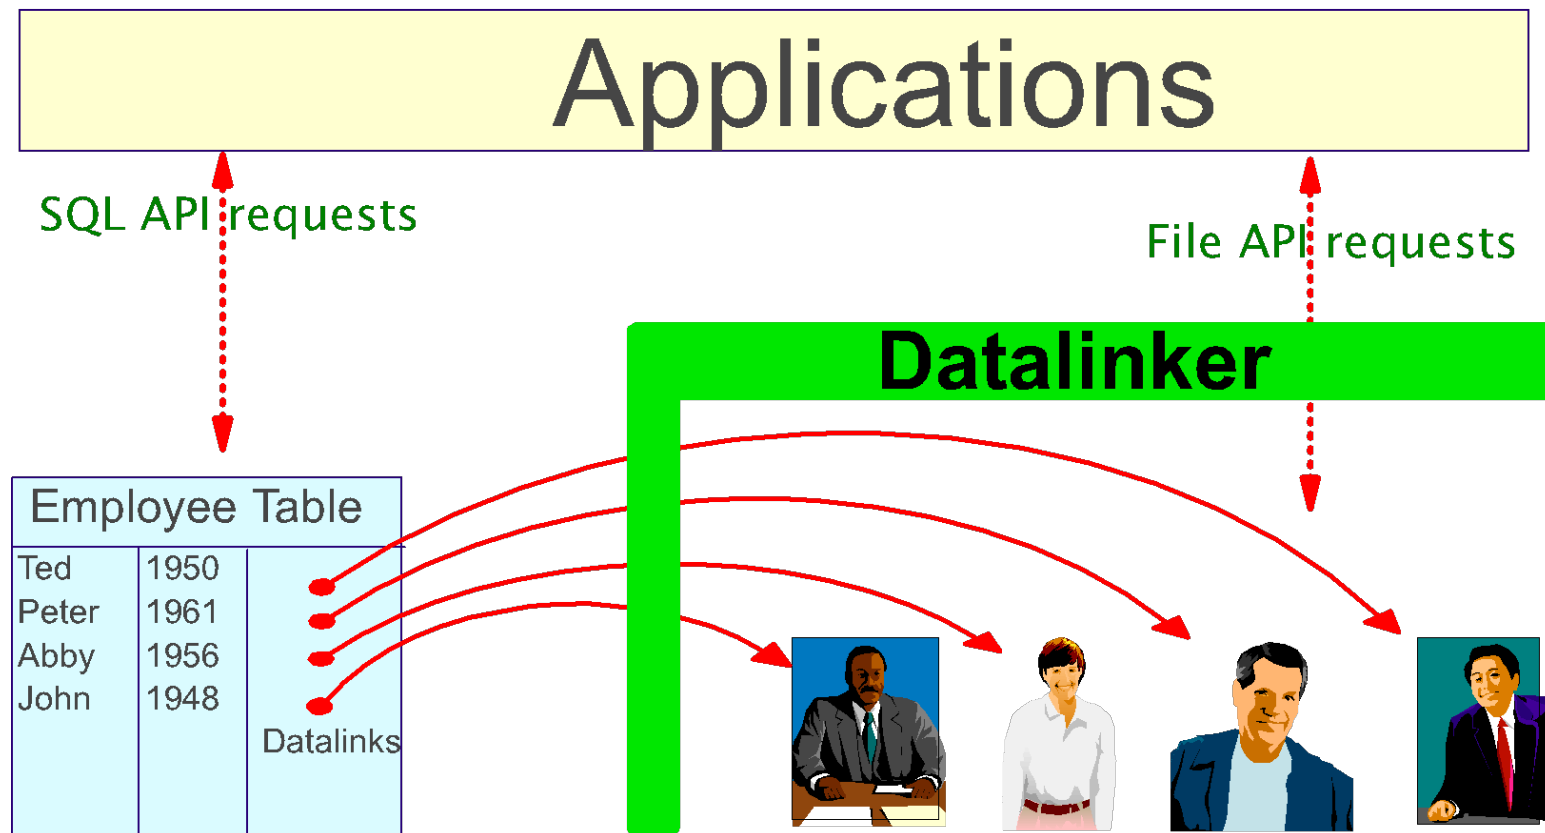 Applications
SQL API requests
File API requests
Datalinker
Employee Table
Ted 1950
Peter 1961
Abby 1956
John 1948
Datalinks